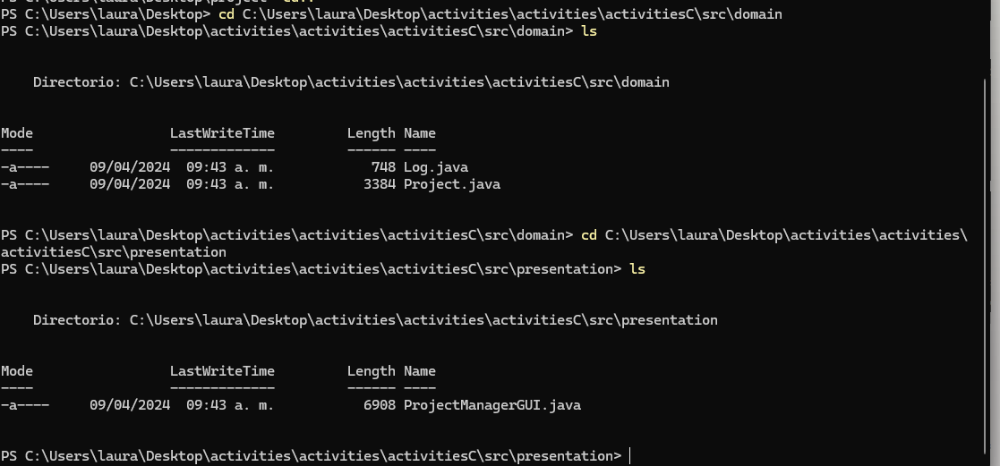 PS C:\Users\laura\Desktop> cd C:\Users\laura\Desktop\activities\activities\activitiesC\src\domain
PS C:\Users\laura\Desktop\activities\activities\activitiesC\src\domain> ls
Directorio: C:\Users\laura\Desktop\activities\activities\activitiesC\src\domain
Mode LastWriteTime Length Name
---- ------------- ------ ----
-a---- 09/04/2024 09:43 a. m. 748 Log.java
-a---- 09/04/2024 09:43 a. m. 3384 Project.java
PS C:\Users\laura\Desktop\activities\activities\activitiesC\src\domain> cd C:\Users\laura\Desktop\activities\activities\
activitiesC\src\presentation
PS C:\Users\laura\Desktop\activities\activities\activitiesC\src\presentation> ls
Directorio: C:\Users\laura\Desktop\activities\activities\activitiesC\src\presentation
Mode LastWriteTime Length Name
---- ------------- ------ ----
-a---- 09/04/2024 09:43 a. m. 6908 ProjectManagerGUI.java
PS C:\Users\laura\Desktop\activities\activities\activitiesC\src\presentation>